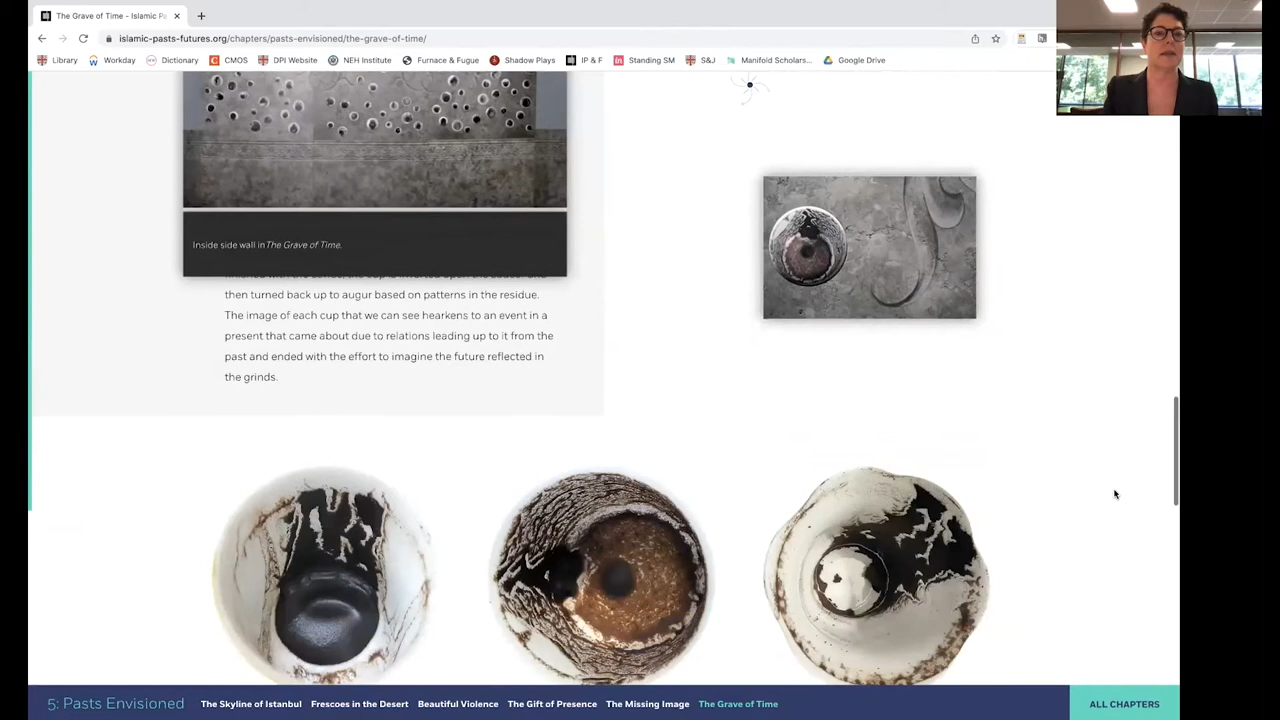 The Grave of Time - Islamic Pa
islamic-pasts-futures.org/chapters/pasts-envisioned/the-grave-of-time/
Library Workday Dictionary CMOS DPI Website NEH Institute Furnace & Fugue Shadow Plays IP & F Standing SM S&J Manifold Scholars... Google Drive
Inside side wall in The Grave of Time.
then turned back up to augur based on patterns in the residue.
The image of each cup that we can see hearkens to an event in a
present that came about due to relations leading up to it from the
past and ended with the effort to imagine the future reflected in
the grinds.
5: Pasts Envisioned The Skyline of Istanbul Frescoes in the Desert Beautiful Violence The Gift of Presence The Missing Image The Grave of Time ALL CHAPTERS